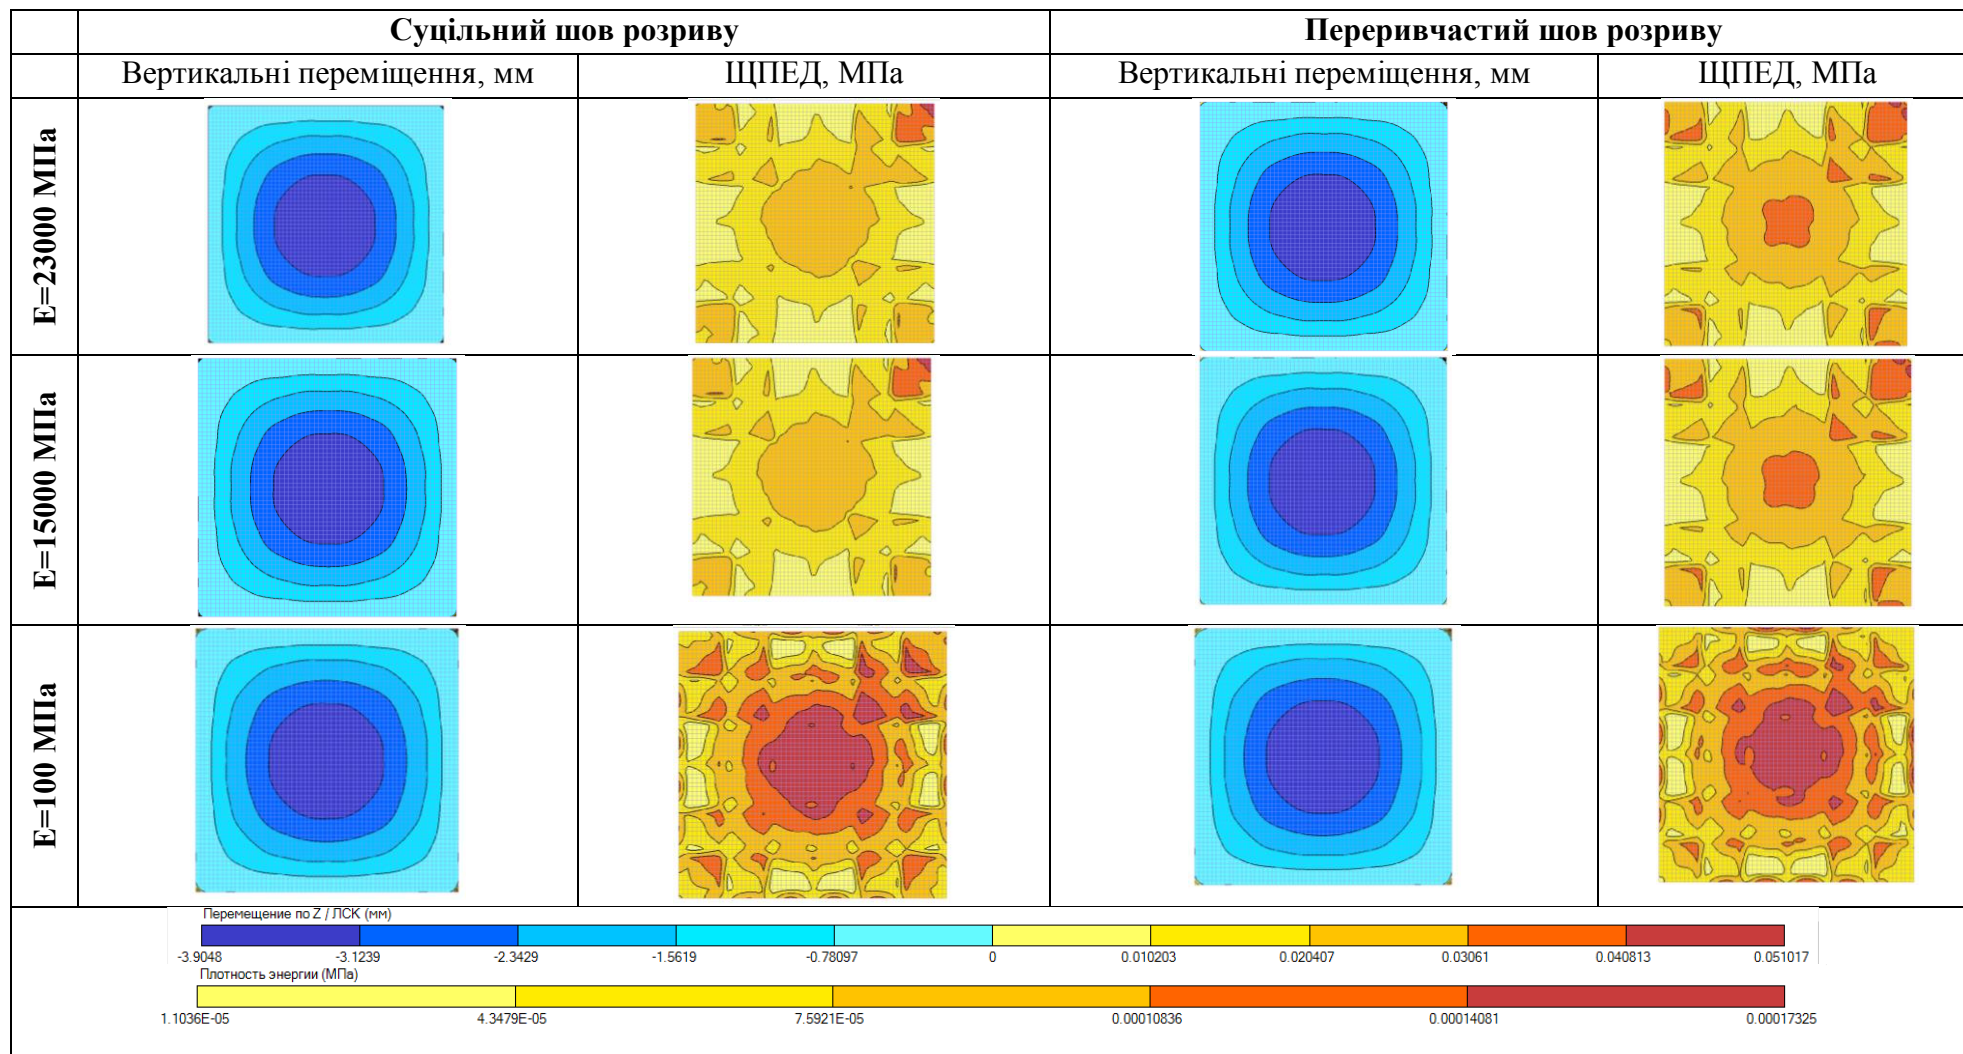 Суцільний шов розриву
Переривчастий шов розриву
Вертикальні переміщення, мм
ЩПЕД, МПа
Вертикальні переміщення, мм
ЩПЕД, МПа
E=23000 МПа
E=15000 МПа
E=100 МПа
Перемещение по Z / ЛСК (мм)
-3.9048 -3.1239 -2.3429 -1.5619 -0.78097 0 0.010203 0.020407 0.03061 0.040813 0.051017
Плотность энергии (МПа)
1.1036E-05 4.3479E-05 7.5921E-05 0.00010836 0.00014081 0.00017325